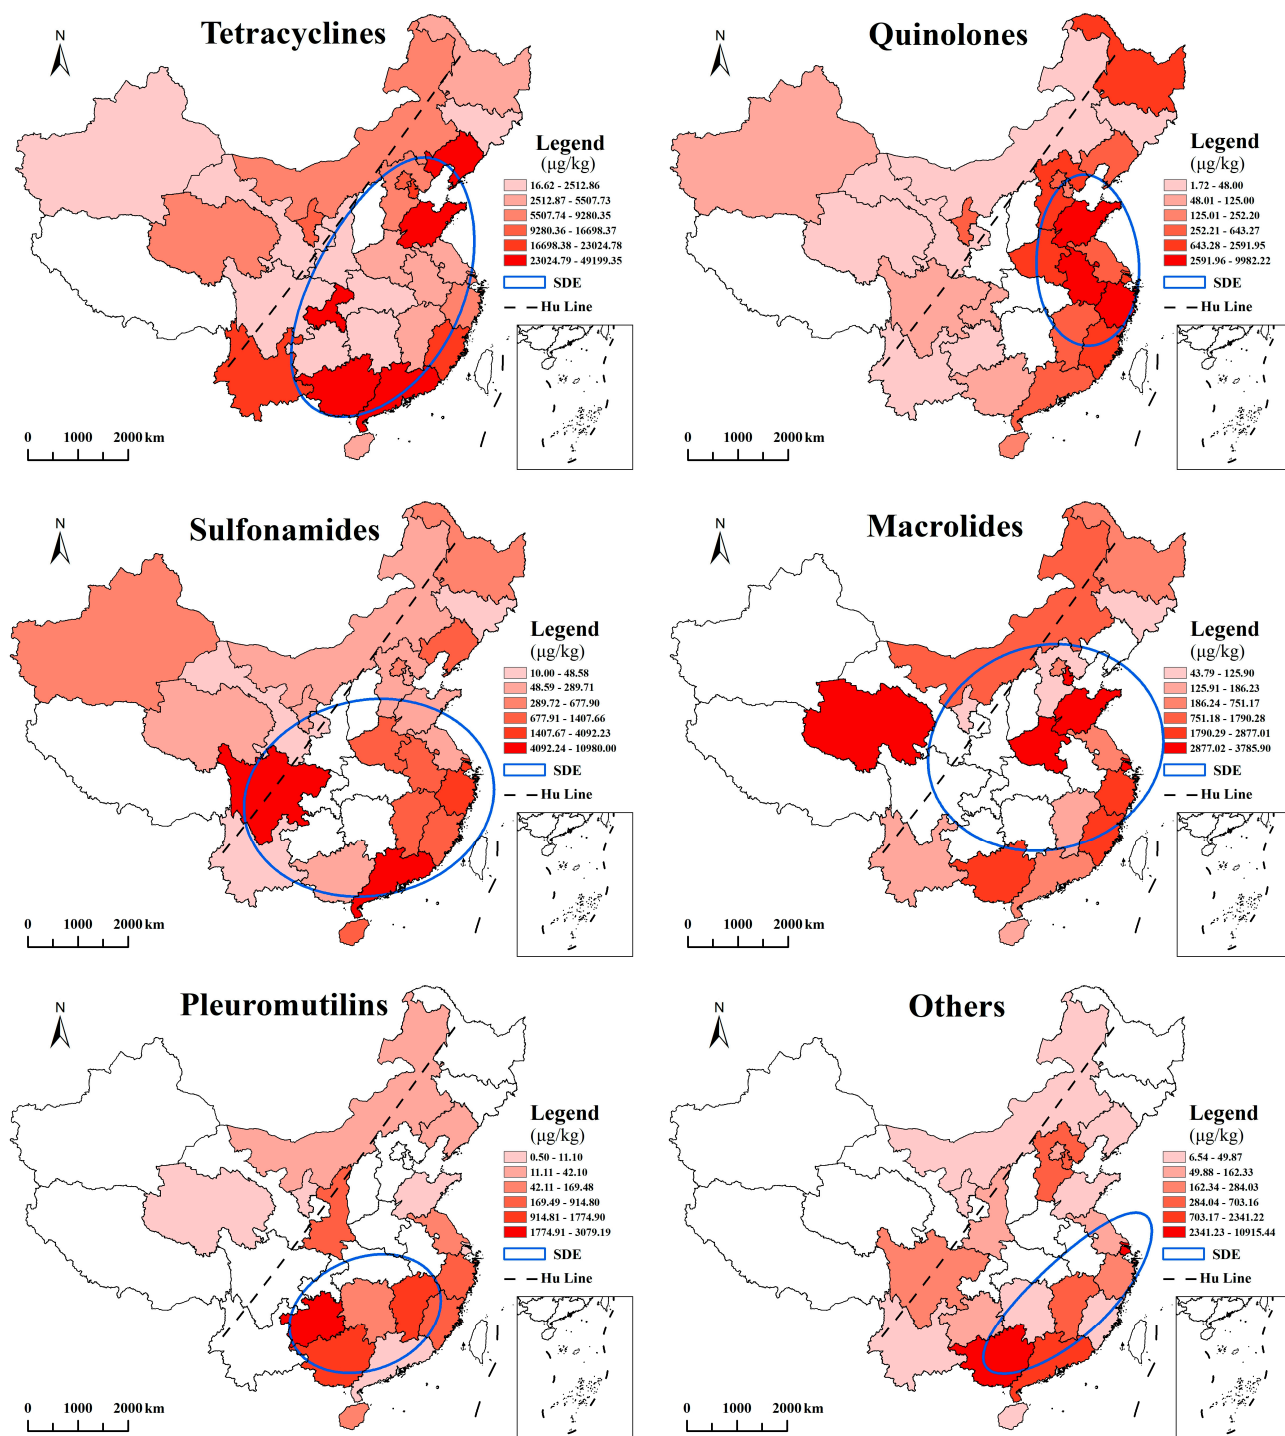 Tetracyclines
N
Legend
(μg/kg)
16.62 - 2512.86
2512.87 - 5507.73
5507.74 - 9280.35
9280.36 - 16698.37
16698.38 - 23024.78
23024.79 - 49199.35
SDE
Hu Line
0 1000 2000 km
Quinolones
N
Legend
(μg/kg)
1.72 - 48.00
48.01 - 125.00
125.01 - 252.20
252.21 - 643.27
643.28 - 2591.95
2591.96 - 9982.22
SDE
Hu Line
0 1000 2000 km
Sulfonamides
N
Legend
(μg/kg)
10.00 - 48.58
48.59 - 289.71
289.72 - 677.90
677.91 - 1407.66
1407.67 - 4092.23
4092.24 - 10980.00
SDE
Hu Line
0 1000 2000 km
Macrolides
N
Legend
(μg/kg)
43.79 - 125.90
125.91 - 186.23
186.24 - 751.17
751.18 - 1790.28
1790.29 - 2877.01
2877.02 - 3785.90
SDE
Hu Line
0 1000 2000 km
Pleuromutilins
N
Legend
(μg/kg)
0.50 - 11.10
11.11 - 42.10
42.11 - 169.48
169.49 - 914.80
914.81 - 1774.90
1774.91 - 3079.19
SDE
Hu Line
0 1000 2000 km
Others
N
Legend
(μg/kg)
6.54 - 49.87
49.88 - 162.33
162.34 - 284.03
284.04 - 703.16
703.17 - 2341.22
2341.23 - 10915.44
SDE
Hu Line
0 1000 2000 km